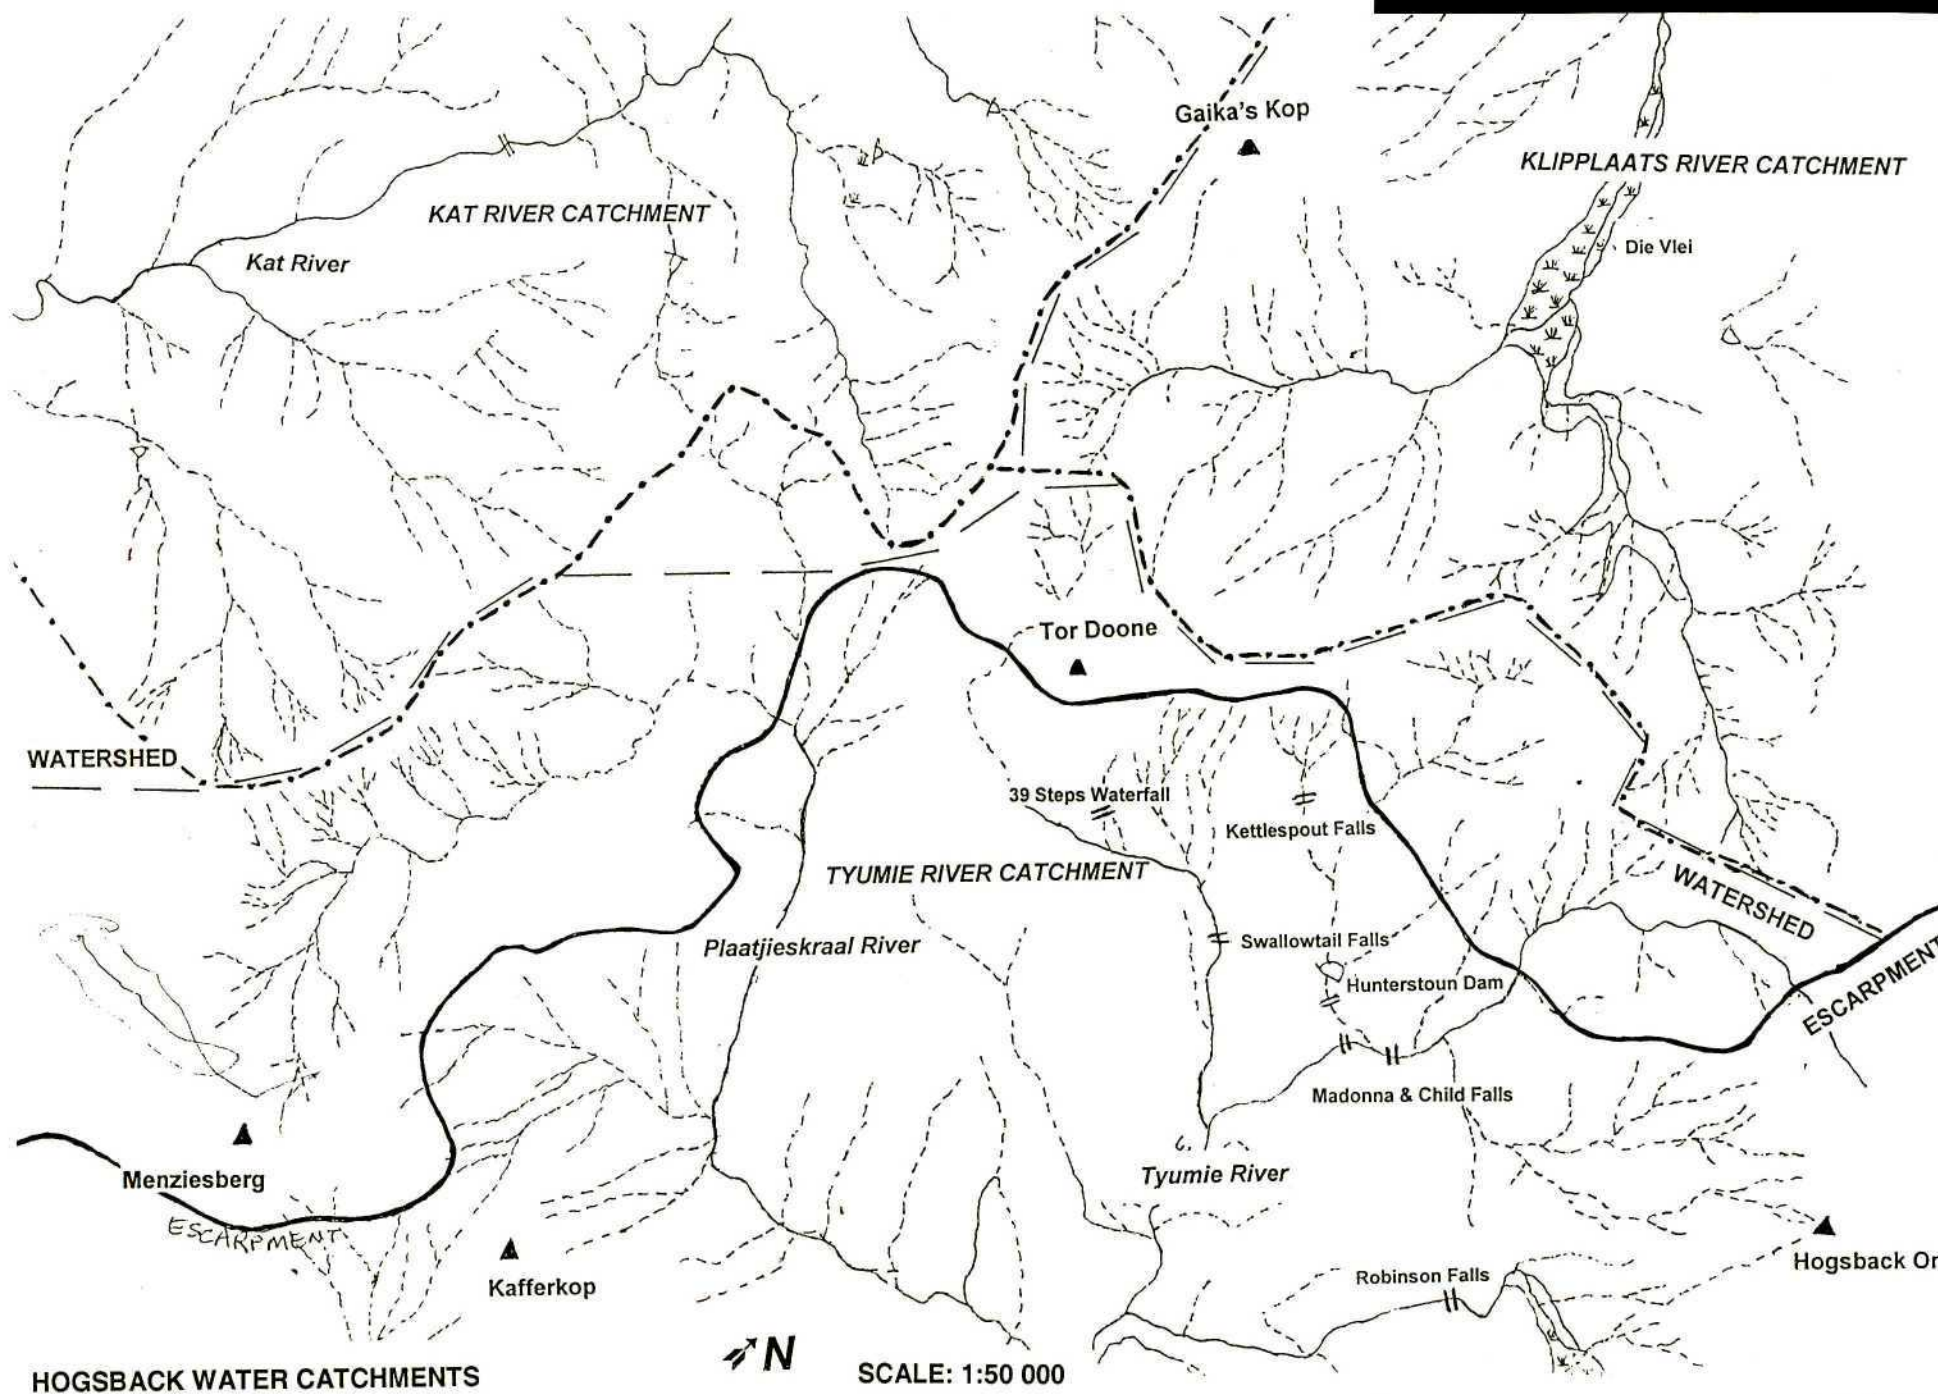 Gaika's Kop
KLIPPLAATS RIVER CATCHMENT
KAT RIVER CATCHMENT
Die Vlei
Kat River
Tor Doone
WATERSHED
39 Steps Waterfall
Kettlespout Falls
TYUMIE RIVER CATCHMENT
WATERSHED
Plaatjieskraal River
Swallowtail Falls
Hunterstoun Dam
ESCARPMENT
Madonna & Child Falls
Menziesberg
Tyumie River
ESCARPMENT
Kafferkop
Robinson Falls
Hogsback On
N
HOGSBACK WATER CATCHMENTS
SCALE: 1:50 000